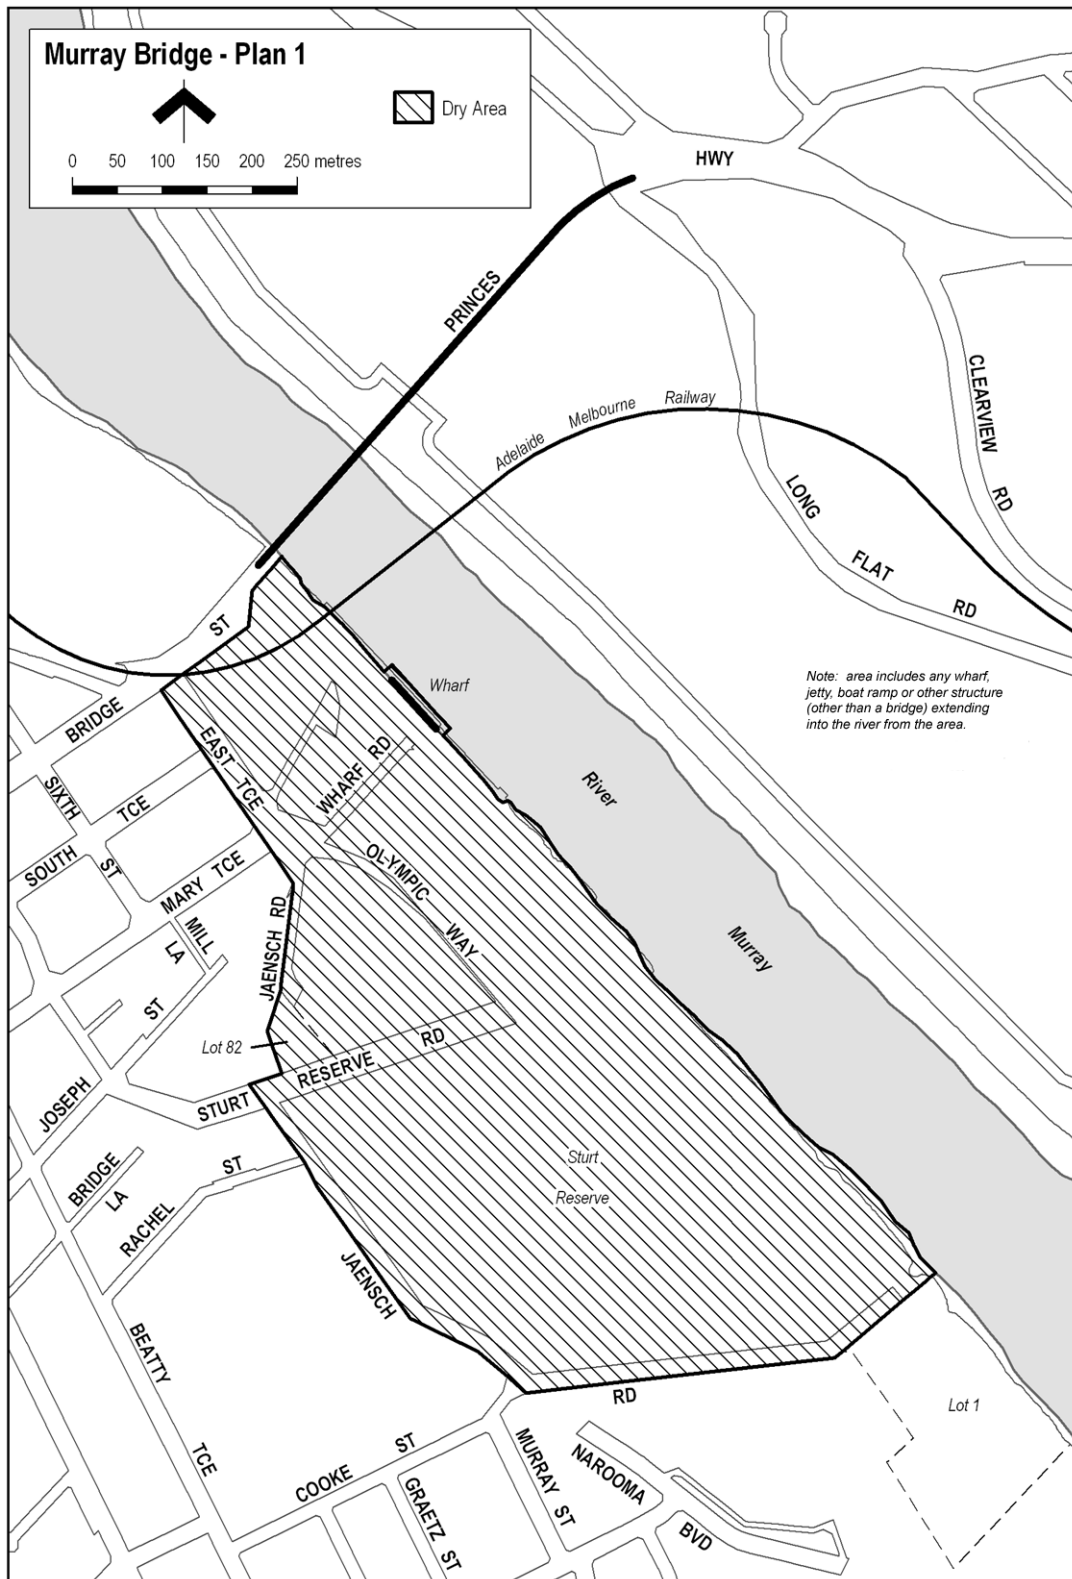 Murray Bridge - Plan 1
Dry Area
0 50 100 150 200 250 metres
HWY
PRINCES
CLEARVIEW
RD
Adelaide Melbourne Railway
LONG
FLAT
RD
ST
BRIDGE
Wharf
Note: area includes any wharf,
jetty, boat ramp or other structure
(other than a bridge) extending
into the river from the area.
EAST TCE
WHARF RD
SIXTH
ST
SOUTH
TCE
River
OLYMPIC
WAY
MARY TCE
MILL
LA
JAENSCH RD
Murray
ST
JOSEPH
Lot 82
RESERVE
RD
STURT
BRIDGE
LA
RACHEL
ST
Sturt
Reserve
JAENSCH
RD
BEATTY
TCE
Lot 1
COOKE
ST
GRAETZ ST
MURRAY ST
NAROOMA
BVD